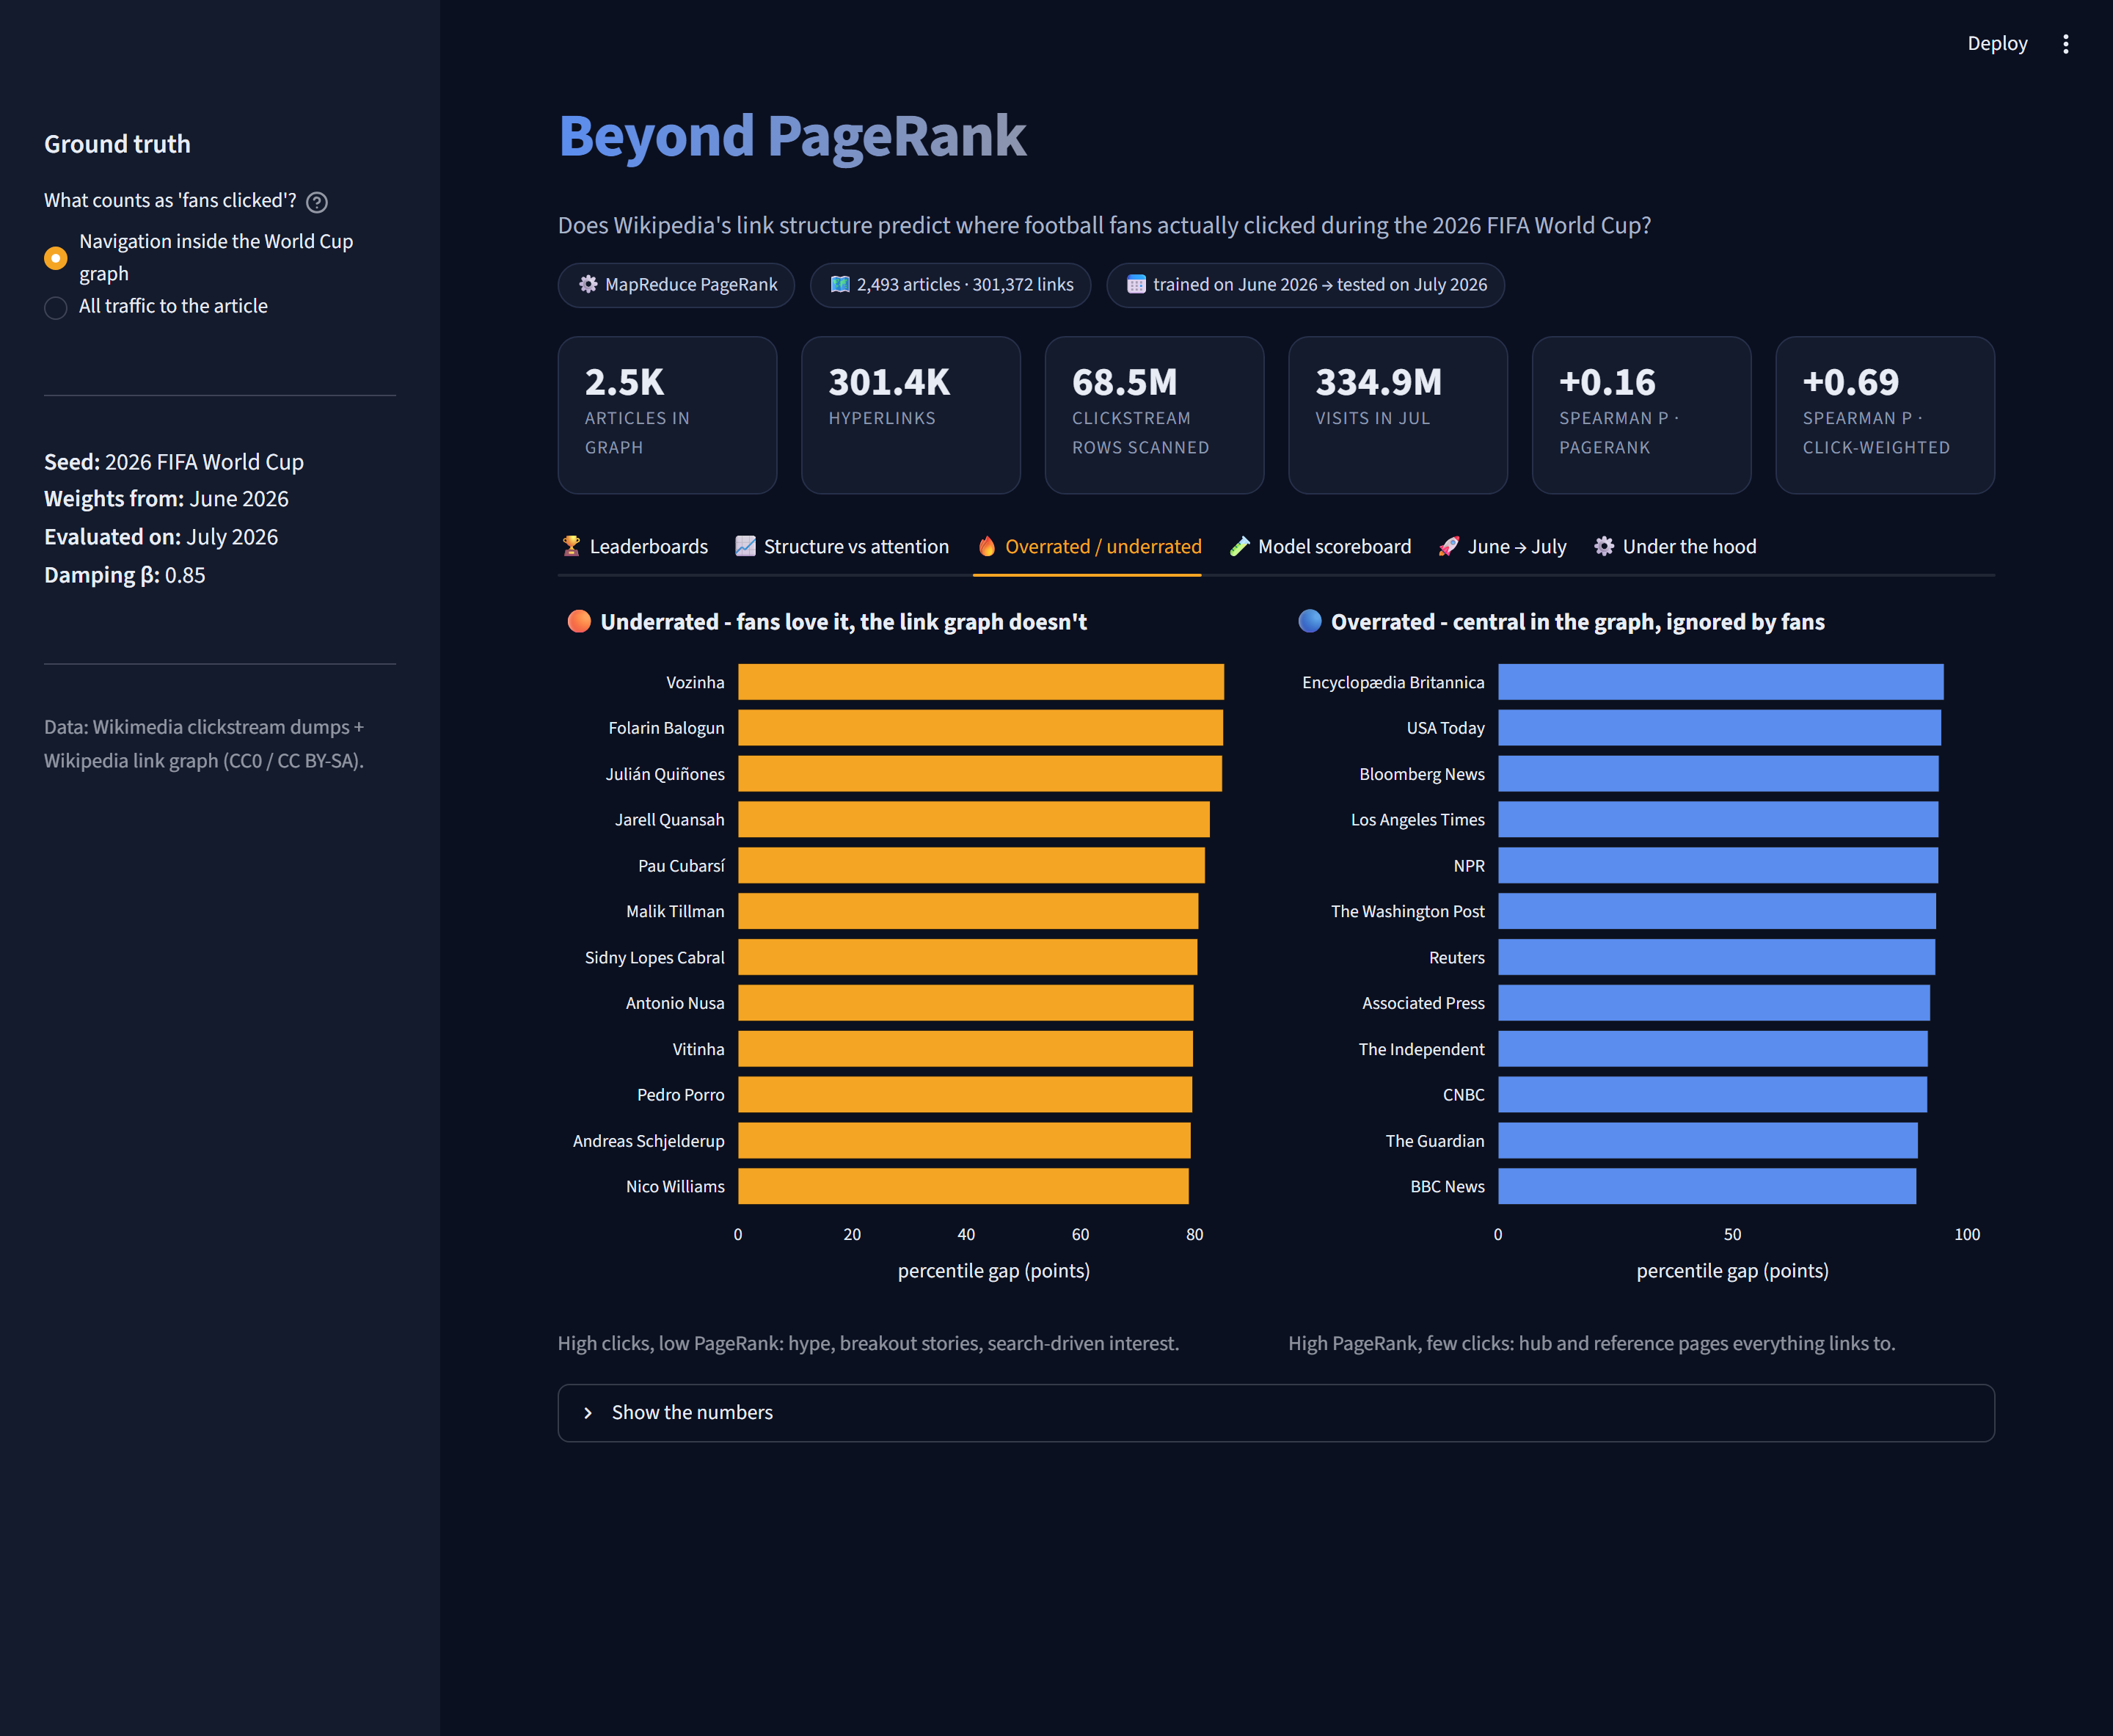 Deploy
Ground truth
What counts as 'fans clicked'?
Navigation inside the World Cup
graph
All traffic to the article
Seed: 2026 FIFA World Cup
Weights from: June 2026
Evaluated on: July 2026
Damping β: 0.85
Data: Wikimedia clickstream dumps +
Wikipedia link graph (CC0 / CC BY-SA).
Beyond PageRank
Does Wikipedia's link structure predict where football fans actually clicked during the 2026 FIFA World Cup?
MapReduce PageRank
2,493 articles · 301,372 links
trained on June 2026 → tested on July 2026
2.5K
ARTICLES IN
GRAPH
301.4K
HYPERLINKS
68.5M
CLICKSTREAM
ROWS SCANNED
334.9M
VISITS IN JUL
+0.16
SPEARMAN Ρ ·
PAGERANK
+0.69
SPEARMAN Ρ ·
CLICK-WEIGHTED
Leaderboards
Structure vs attention
Overrated / underrated
Model scoreboard
June → July
Under the hood
Underrated - fans love it, the link graph doesn't
Vozinha
Folarin Balogun
Julián Quiñones
Jarell Quansah
Pau Cubarsí
Malik Tillman
Sidny Lopes Cabral
Antonio Nusa
Vitinha
Pedro Porro
Andreas Schjelderup
Nico Williams
0 20 40 60 80
percentile gap (points)
High clicks, low PageRank: hype, breakout stories, search-driven interest.
Overrated - central in the graph, ignored by fans
Encyclopædia Britannica
USA Today
Bloomberg News
Los Angeles Times
NPR
The Washington Post
Reuters
Associated Press
The Independent
CNBC
The Guardian
BBC News
0 50 100
percentile gap (points)
High PageRank, few clicks: hub and reference pages everything links to.
Show the numbers